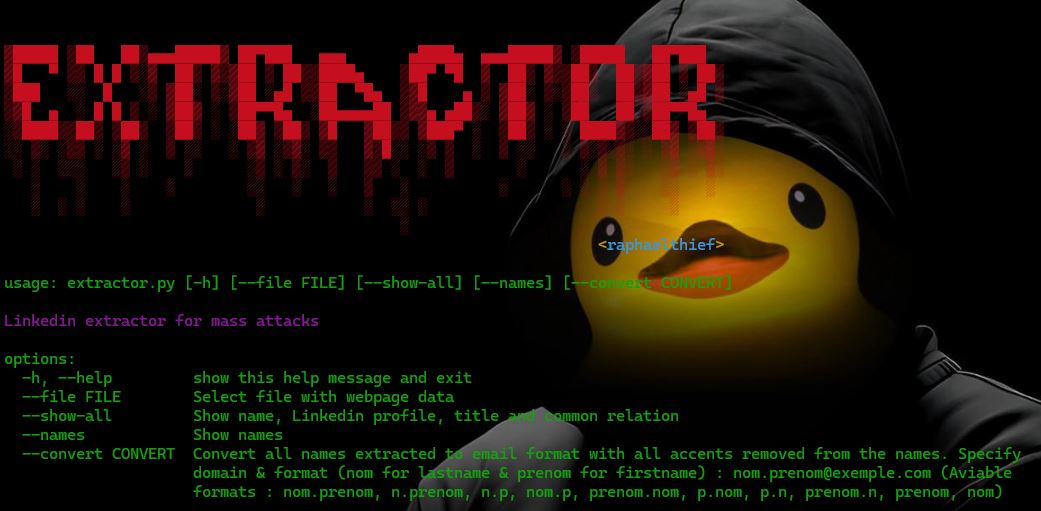 EXTRACTOR
<raphaelthief>
usage: extractor.py [-h] [--file FILE] [--show-all] [--names] [--convert CONVERT]
Linkedin extractor for mass attacks
options:
-h, --help show this help message and exit
--file FILE Select file with webpage data
--show-all Show name, Linkedin profile, title and common relation
--names Show names
--convert CONVERT Convert all names extracted to email format with all accents removed from the names. Specify
domain & format (nom for lastname & prenom for firstname) : nom.prenom@exemple.com (Aviable
formats : nom.prenom, n.prenom, n.p, nom.p, prenom.nom, p.nom, p.n, prenom.n, prenom, nom)